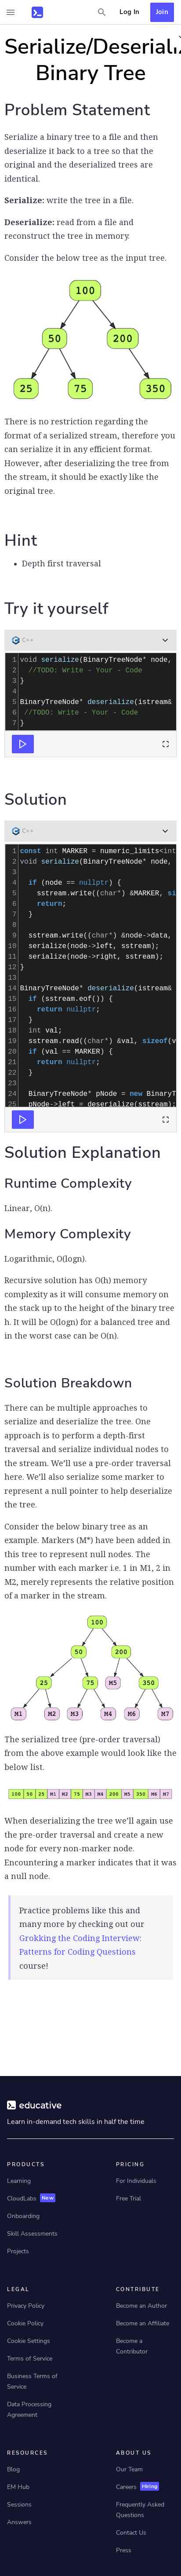 Log In
Join
Serialize/Deseriali
Binary Tree
Problem Statement
Serialize a binary tree to a file and then
deserialize it back to a tree so that the
original and the deserialized trees are
identical.
Serialize: write the tree in a file.
Deserialize: read from a file and
reconstruct the tree in memory.
Consider the below tree as the input tree.
100
50
200
25
75
350
There is no restriction regarding the
format of a serialized stream, therefore you
can serialize it in any efficient format.
However, after deserializing the tree from
the stream, it should be exactly like the
original tree.
Hint
Depth first traversal
Try it yourself
C++
1 void serialize(BinaryTreeNode* node,
2 //TODO: Write - Your - Code
3 }
4
5 BinaryTreeNode* deserialize(istream&
6 //TODO: Write - Your - Code
7 }
Solution
C++
1 const int MARKER = numeric_limits<int
2 void serialize(BinaryTreeNode* node,
3
4 if (node == nullptr) {
5 sstream.write((char*) &MARKER, si
6 return;
7 }
8
9 sstream.write((char*) &node->data,
10 serialize(node->left, sstream);
11 serialize(node->right, sstream);
12 }
13
14 BinaryTreeNode* deserialize(istream&
15 if (sstream.eof()) {
16 return nullptr;
17 }
18 int val;
19 sstream.read((char*) &val, sizeof(v
20 if (val == MARKER) {
21 return nullptr;
22 }
23
24 BinaryTreeNode* pNode = new BinaryT
25 pNode->left = deserialize(sstream);
Solution Explanation
Runtime Complexity
Linear, O(n).
Memory Complexity
Logarithmic, O(logn).
Recursive solution has O(h) memory
complexity as it will consume memory on
the stack up to the height of the binary tree
h. It will be O(logn) for a balanced tree and
in the worst case can be O(n).
Solution Breakdown
There can be multiple approaches to
serialize and deserialize the tree. One
approach is to perform a depth-first
traversal and serialize individual nodes to
the stream. We'll use a pre-order traversal
here. We'll also serialize some marker to
represent a null pointer to help deserialize
the tree.
Consider the below binary tree as an
example. Markers (M*) have been added in
this tree to represent null nodes. The
number with each marker i.e. 1 in M1, 2 in
M2, merely represents the relative position
of a marker in the stream.
100
50
200
25
75
M5
350
M1
M2
M3
M4
M6
M7
The serialized tree (pre-order traversal)
from the above example would look like the
below list.
100 50 25 M1 M2 75 M3 M4 200 M5 350 M6 M7
When deserializing the tree we'll again use
the pre-order traversal and create a new
node for every non-marker node.
Encountering a marker indicates that it was
a null node.
Practice problems like this and
many more by checking out our
Grokking the Coding Interview:
Patterns for Coding Questions
course!
educative
Learn in-demand tech skills in half the time
PRODUCTS
Learning
CloudLabs New
Onboarding
Skill Assessments
Projects
PRICING
For Individuals
Free Trial
LEGAL
Privacy Policy
Cookie Policy
Cookie Settings
Terms of Service
Business Terms of
Service
Data Processing
Agreement
CONTRIBUTE
Become an Author
Become an Affiliate
Become a
Contributor
RESOURCES
Blog
EM Hub
Sessions
Answers
ABOUT US
Our Team
Careers Hiring
Frequently Asked
Questions
Contact Us
Press